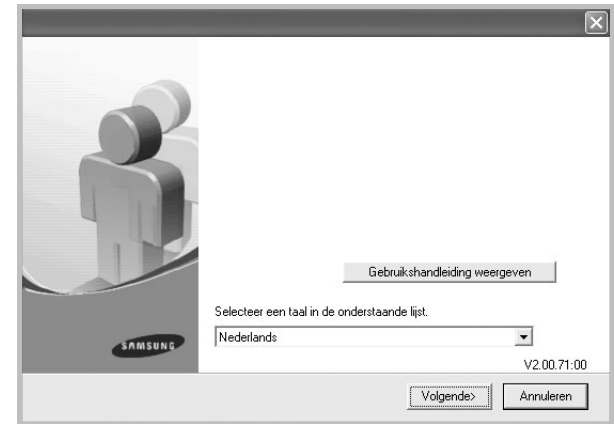 Gebruikshandleiding weergeven
Selecteer een taal in de onderstaande lijst.
Nederlands
SAMSUNG
V2.00.71:00
Volgende>
Annuleren